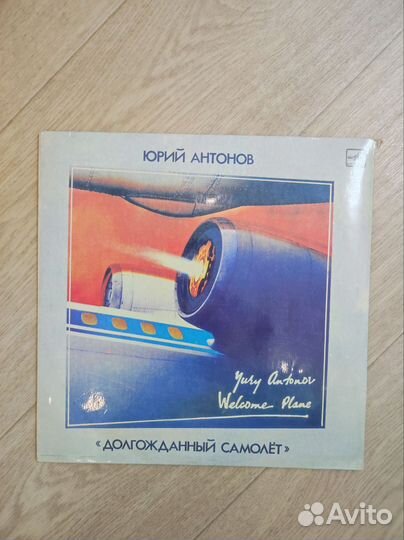 ЮРИЙ АНТОНОВ
Yury Antonov
Welcome Plane
«ДОЛГОЖДАННЫЙ САМОЛЁТ»
Avito